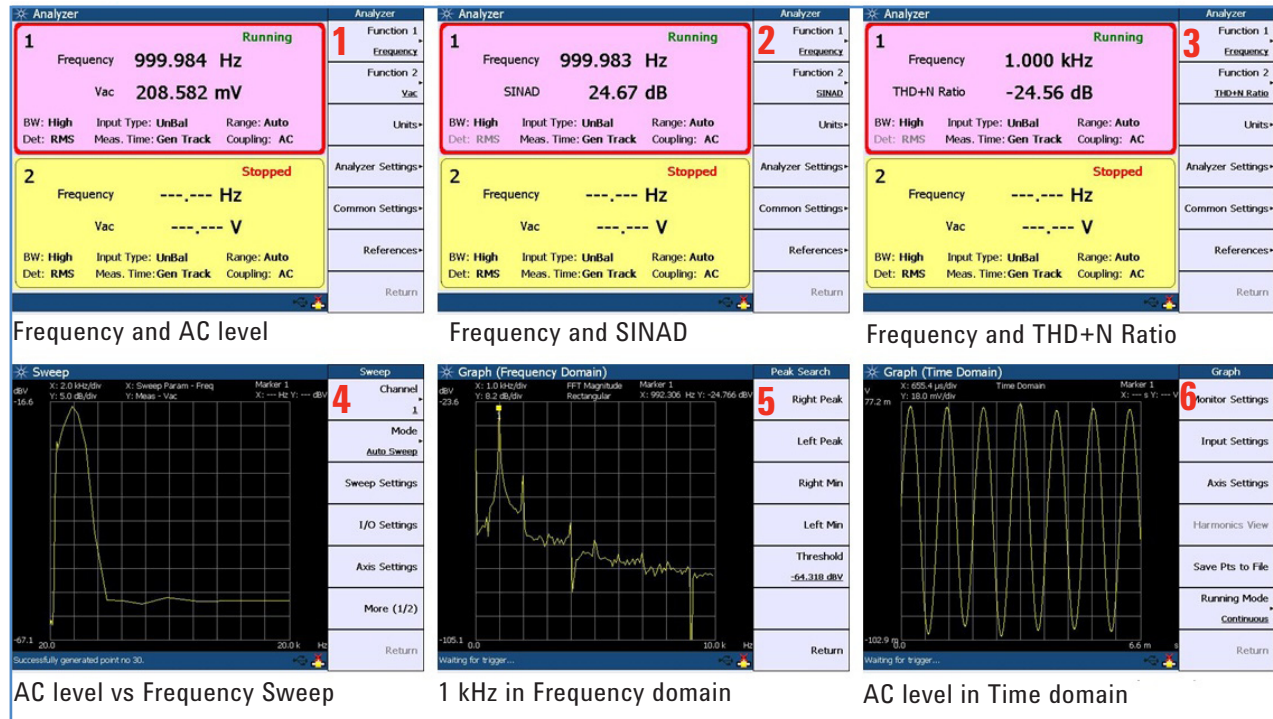 Analyzer
Analyzer
1
Running
Frequency 999.984 Hz
Vac 208.582 mV
BW: High Input Type: UnBal Range: Auto
Det: RMS Meas. Time: Gen Track Coupling: AC
2
Stopped
Frequency ---.--- Hz
Vac ---.--- V
BW: High Input Type: UnBal Range: Auto
Det: RMS Meas. Time: Gen Track Coupling: AC
1
Function 1
Frequency
Function 2
Vac
Units
Analyzer Settings
Common Settings
References
Return
Frequency and AC level
Analyzer
Analyzer
1
Running
Frequency 999.983 Hz
SINAD 24.67 dB
BW: High Input Type: UnBal Range: Auto
Det: RMS Meas. Time: Gen Track Coupling: AC
2
Stopped
Frequency ---.--- Hz
Vac ---.--- V
BW: High Input Type: UnBal Range: Auto
Det: RMS Meas. Time: Gen Track Coupling: AC
2
Function 1
Frequency
Function 2
SINAD
Units
Analyzer Settings
Common Settings
References
Return
Frequency and SINAD
Analyzer
Analyzer
1
Running
Frequency 1.000 kHz
THD+N Ratio -24.56 dB
BW: High Input Type: UnBal Range: Auto
Det: RMS Meas. Time: Gen Track Coupling: AC
2
Stopped
Frequency ---.--- Hz
Vac ---.--- V
BW: High Input Type: UnBal Range: Auto
Det: RMS Meas. Time: Gen Track Coupling: AC
3
Function 1
Frequency
Function 2
THD+N Ratio
Units
Analyzer Settings
Common Settings
References
Return
Frequency and THD+N Ratio
Sweep
Sweep
dBV X: 2.0 kHz/div X: Sweep Param - Freq Marker 1
Y: 5.0 dB/div Y: Meas - Vac X: --- Hz Y: --- dBV
-16.6
-67.1
20.0 20.0 k Hz
Successfully generated point no 30.
4
Channel
1
Mode
Auto Sweep
Sweep Settings
I/O Settings
Axis Settings
More (1/2)
Return
AC level vs Frequency Sweep
Graph (Frequency Domain)
Peak Search
dBV X: 1.0 kHz/div FFT Magnitude Marker 1
Y: 8.2 dB/div Rectangular X: 992.306 Hz Y: -24.766 dBV
-23.6
-105.1
0.0 10.0 k Hz
Waiting for trigger...
5
Right Peak
Left Peak
Right Min
Left Min
Threshold
-64.318 dBV
Return
1 kHz in Frequency domain
Graph (Time Domain)
Graph
V X: 655.4 µs/div Time Domain Marker 1
Y: 18.0 mV/div X: --- s Y: --- V
77.2 m
-102.9 m
0.0 6.6 m s
Waiting for trigger...
6
Monitor Settings
Input Settings
Axis Settings
Harmonics View
Save Pts to File
Running Mode
Continuous
Return
AC level in Time domain